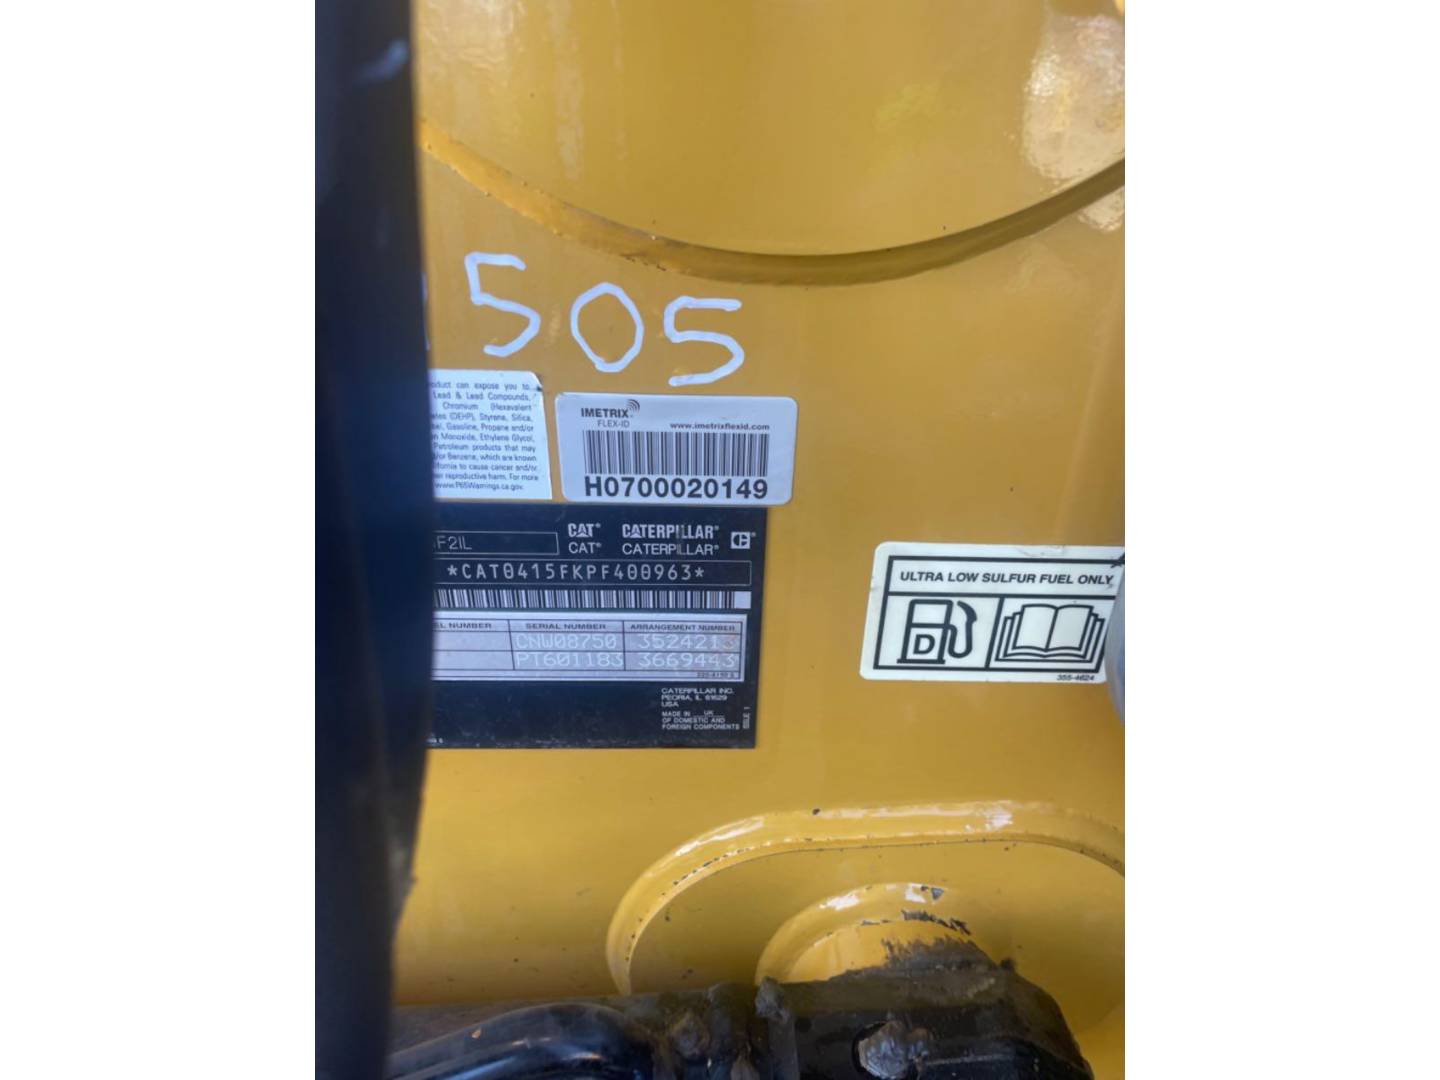 505
product can expose you to
Lead & Lead Compounds,
Chromium (Hexavalent
(DEHP), Styrene, Silica,
Gasoline, Propane and/or
Monoxide, Ethylene Glycol,
Petroleum products that may
Benzene, which are known
to cause cancer and/or
reproductive harm. For more
www.P65Warnings.ca.gov.
IMETRIX
FLEX-ID www.imetrixflexid.com
H0700020149
F2IL
CAT® CATERPILLAR®
CAT® CATERPILLAR®
*CAT0415FKPF400963*
NUMBER SERIAL NUMBER ARRANGEMENT NUMBER
CNW08750 3524213
PT601183 3669443
CATERPILLAR INC.
PEORIA, IL 61629
USA
MADE IN UK
OF DOMESTIC AND
FOREIGN COMPONENTS
ISSUE 1
ULTRA LOW SULFUR FUEL ONLY
D
355-4624